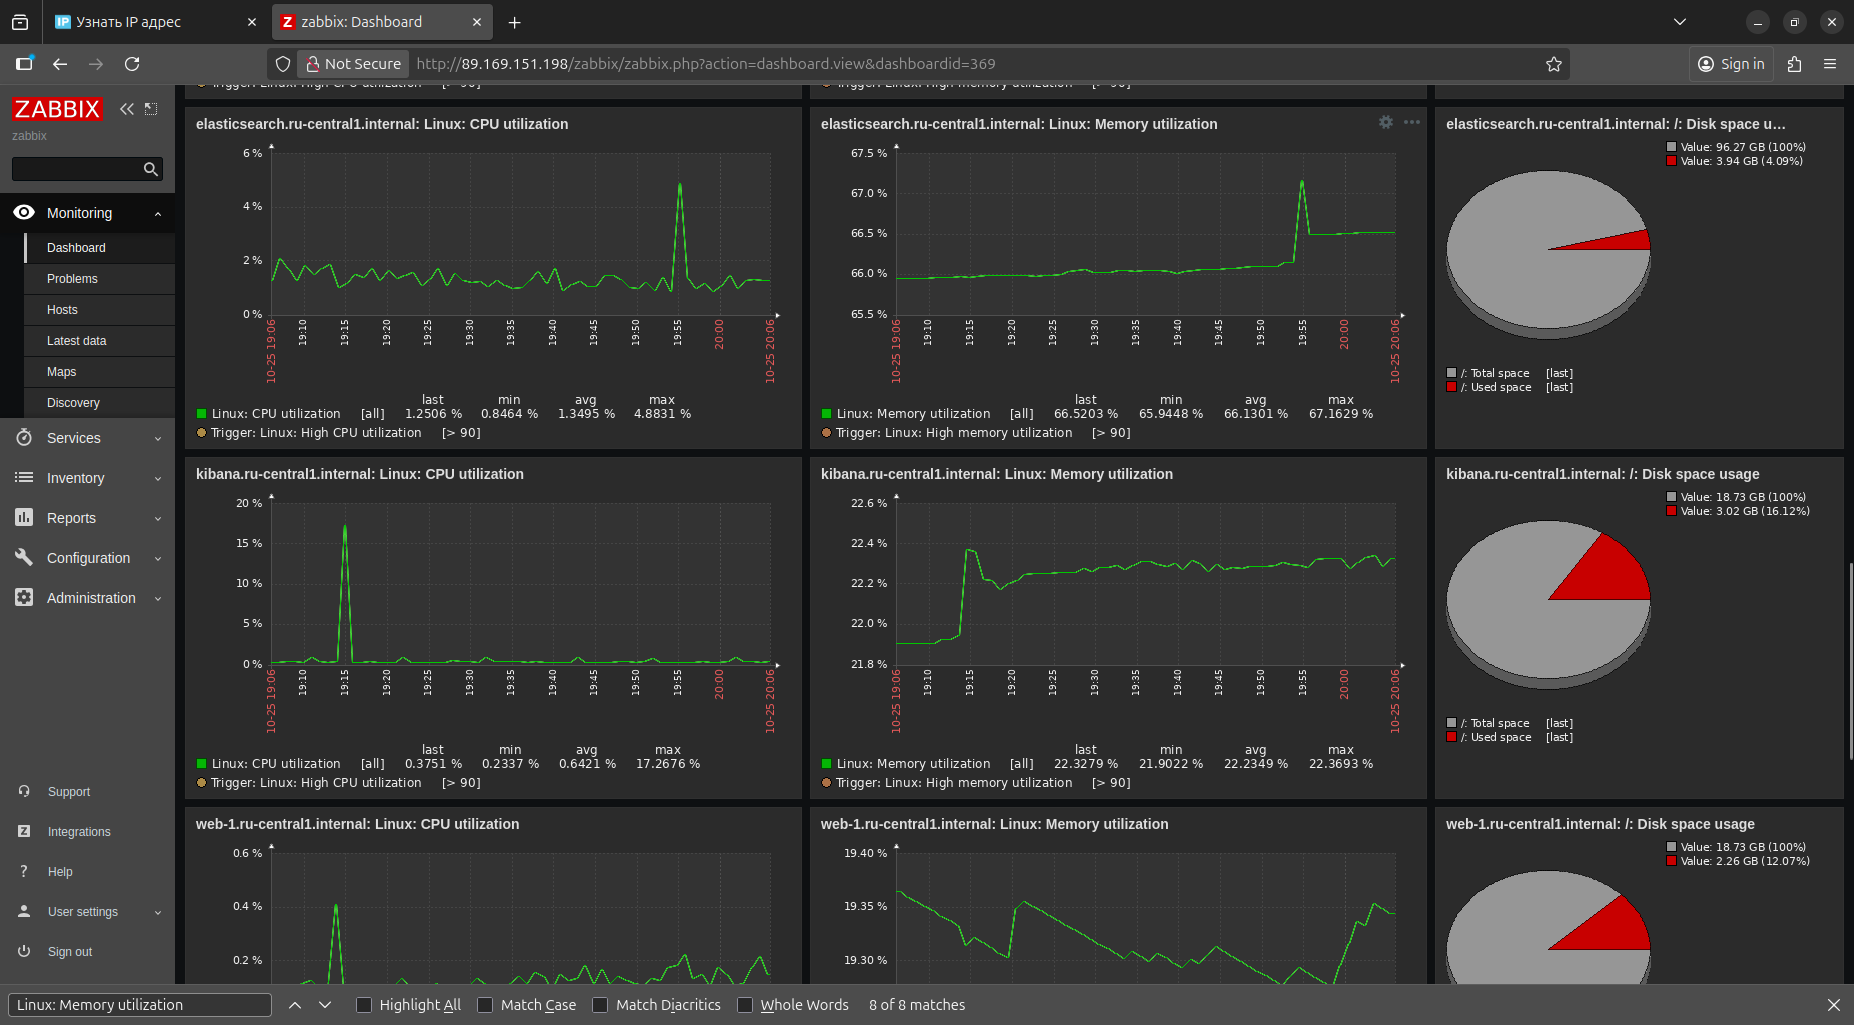 Узнать IP адрес
zabbix: Dashboard
Not Secure
http://89.169.151.198/zabbix/zabbix.php?action=dashboard.view&dashboardid=369
Sign in
ZABBIX
zabbix
Monitoring
Dashboard
Problems
Hosts
Latest data
Maps
Discovery
Services
Inventory
Reports
Configuration
Administration
Support
Integrations
Help
User settings
Sign out
Trigger: Linux: High CPU utilization [> 90]
Trigger: Linux: High memory utilization [> 90]
elasticsearch.ru-central1.internal: Linux: CPU utilization
6 %
4 %
2 %
0 %
10-25 19:06
19:10
19:15
19:20
19:25
19:30
19:35
19:40
19:45
19:50
19:55
20:00
10-25 20:06
last min avg max
Linux: CPU utilization [all] 1.2506 % 0.8464 % 1.3495 % 4.8831 %
Trigger: Linux: High CPU utilization [> 90]
elasticsearch.ru-central1.internal: Linux: Memory utilization
67.5 %
67.0 %
66.5 %
66.0 %
65.5 %
10-25 19:06
19:10
19:15
19:20
19:25
19:30
19:35
19:40
19:45
19:50
19:55
20:00
10-25 20:06
last min avg max
Linux: Memory utilization [all] 66.5203 % 65.9448 % 66.1301 % 67.1629 %
Trigger: Linux: High memory utilization [> 90]
elasticsearch.ru-central1.internal: /: Disk space u...
Value: 96.27 GB (100%)
Value: 3.94 GB (4.09%)
/: Total space [last]
/: Used space [last]
kibana.ru-central1.internal: Linux: CPU utilization
20 %
15 %
10 %
5 %
0 %
10-25 19:06
19:10
19:15
19:20
19:25
19:30
19:35
19:40
19:45
19:50
19:55
20:00
10-25 20:06
last min avg max
Linux: CPU utilization [all] 0.3751 % 0.2337 % 0.6421 % 17.2676 %
Trigger: Linux: High CPU utilization [> 90]
kibana.ru-central1.internal: Linux: Memory utilization
22.6 %
22.4 %
22.2 %
22.0 %
21.8 %
10-25 19:06
19:10
19:15
19:20
19:25
19:30
19:35
19:40
19:45
19:50
19:55
20:00
10-25 20:06
last min avg max
Linux: Memory utilization [all] 22.3279 % 21.9022 % 22.2349 % 22.3693 %
Trigger: Linux: High memory utilization [> 90]
kibana.ru-central1.internal: /: Disk space usage
Value: 18.73 GB (100%)
Value: 3.02 GB (16.12%)
/: Total space [last]
/: Used space [last]
web-1.ru-central1.internal: Linux: CPU utilization
0.6 %
0.4 %
0.2 %
web-1.ru-central1.internal: Linux: Memory utilization
19.40 %
19.35 %
19.30 %
web-1.ru-central1.internal: /: Disk space usage
Value: 18.73 GB (100%)
Value: 2.26 GB (12.07%)
Linux: Memory utilization
Highlight All
Match Case
Match Diacritics
Whole Words
8 of 8 matches